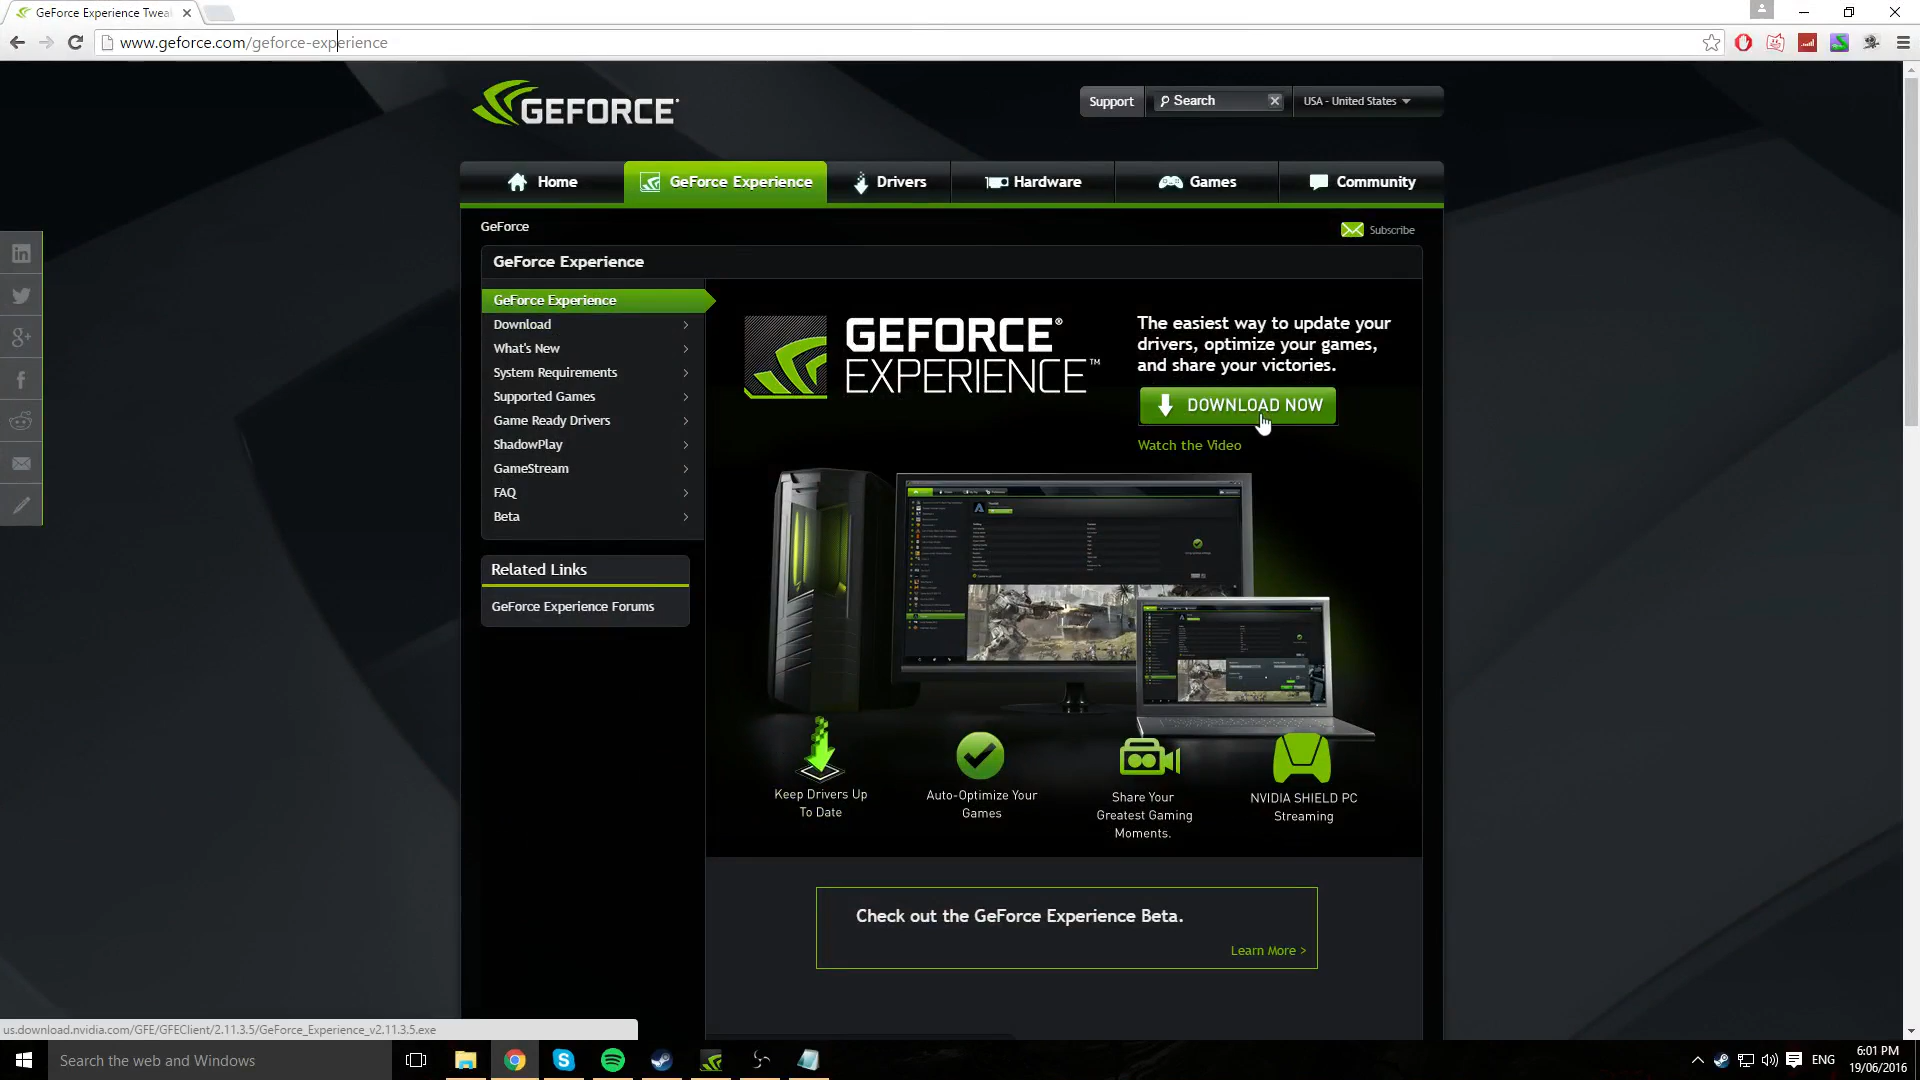 GeForce Experience Twea
www.geforce.com/geforce-experience
GEFORCE®
Support
Search
USA - United States
Home
GeForce Experience
Drivers
Hardware
Games
Community
GeForce
Subscribe
GeForce Experience
GeForce Experience
Download
What's New
System Requirements
Supported Games
Game Ready Drivers
ShadowPlay
GameStream
FAQ
Beta
Related Links
GeForce Experience Forums
GEFORCE®
EXPERIENCE™
The easiest way to update your
drivers, optimize your games,
and share your victories.
DOWNLOAD NOW
Watch the Video
Keep Drivers Up
To Date
Auto-Optimize Your
Games
Share Your
Greatest Gaming
Moments.
NVIDIA SHIELD PC
Streaming
Check out the GeForce Experience Beta.
Learn More >
us.download.nvidia.com/GFE/GFEClient/2.11.3.5/GeForce_Experience_v2.11.3.5.exe
Search the web and Windows
ENG
6:01 PM
19/06/2016